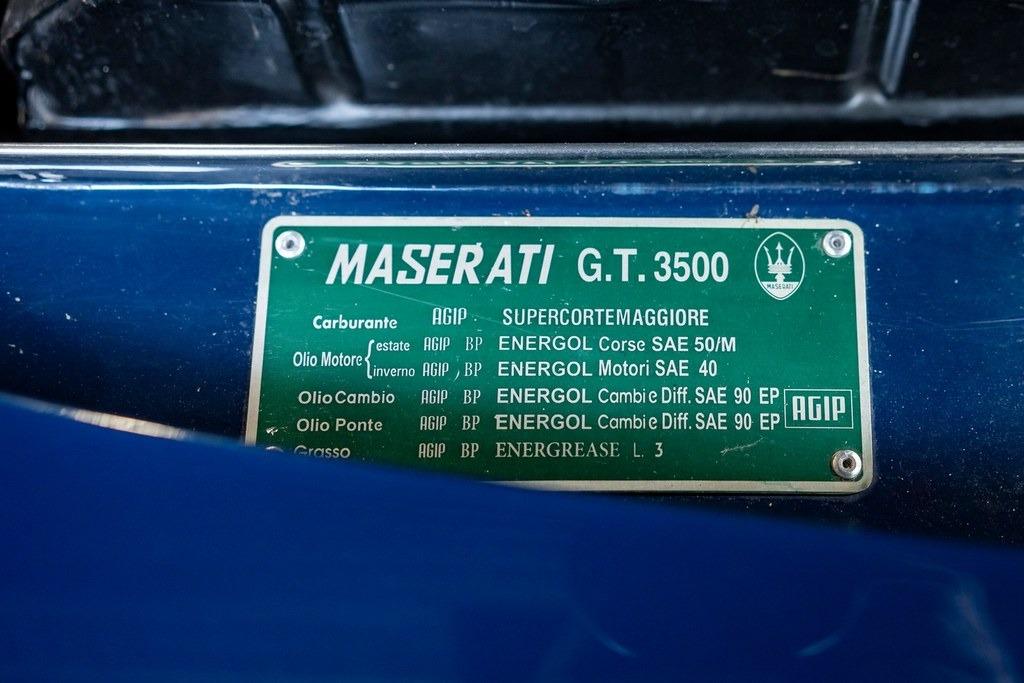 MASERATI G.T. 3500
MASERATI
Carburante AGIP SUPERCORTEMAGGIORE
Olio Motore { estate AGIP BP ENERGOL Corse SAE 50/M
inverno AGIP, BP ENERGOL Motori SAE 40
Olio Cambio AGIP BP ENERGOL Cambi e Diff. SAE 90 EP
Olio Ponte AGIP BP ENERGOL Cambi e Diff. SAE 90 EP
AGIP
Grasso AGIP BP ENERGREASE L. 3